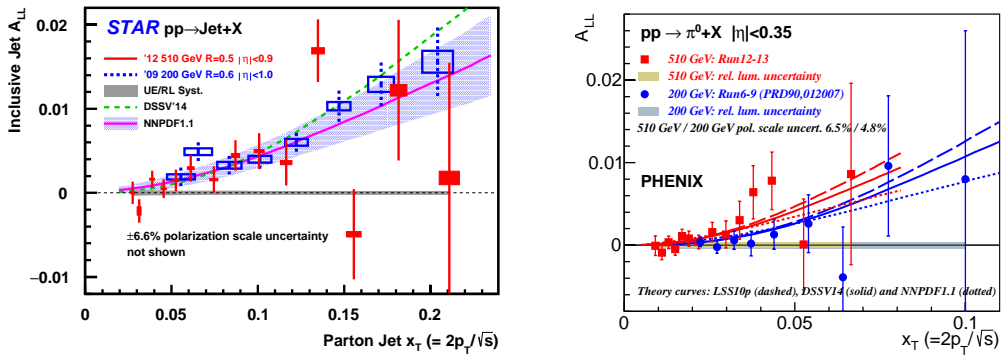 STAR pp→Jet+X
'12 510 GeV R=0.5 |η|<0.9
'09 200 GeV R=0.6 |η|<1.0
UE/RL Syst.
DSSV'14
NNPDF1.1
±6.6% polarization scale uncertainty
not shown
Inclusive Jet A_LL
0.02
0.01
0
−0.01
0 0.05 0.1 0.15 0.2
Parton Jet x_T (= 2p_T/√s)
A_LL
pp → π⁰+X |η|<0.35
510 GeV: Run12-13
510 GeV: rel. lum. uncertainty
200 GeV: Run6-9 (PRD90,012007)
200 GeV: rel. lum. uncertainty
510 GeV / 200 GeV pol. scale uncert. 6.5% / 4.8%
PHENIX
Theory curves: LSS10p (dashed), DSSV14 (solid) and NNPDF1.1 (dotted)
0.02
0.01
0
0 0.05 0.1
x_T (=2p_T/√s)